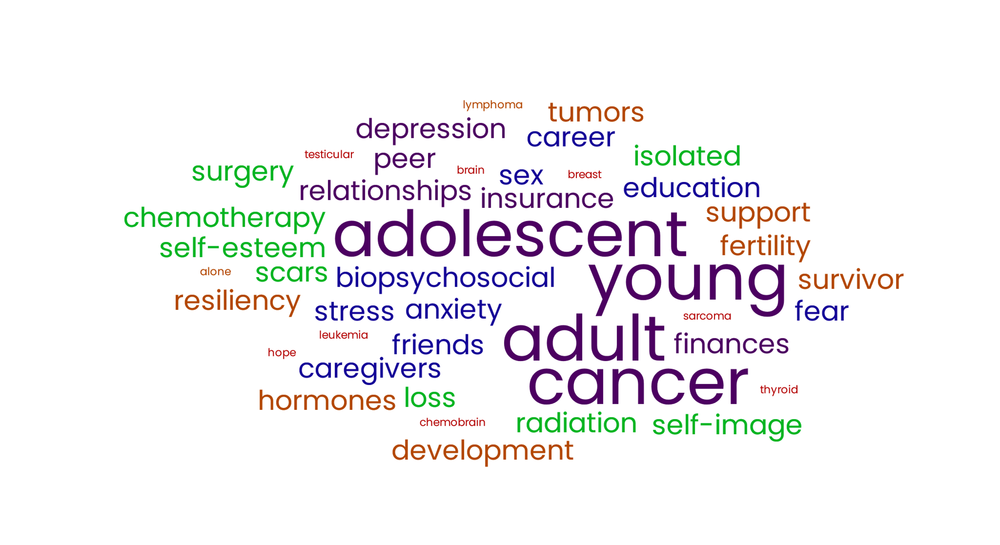 lymphoma
tumors
depression
career
testicular
peer
isolated
surgery
brain
sex
breast
relationships
insurance
education
chemotherapy
adolescent
support
self-esteem
fertility
alone
scars
biopsychosocial
young
survivor
resiliency
stress
anxiety
sarcoma
fear
leukemia
friends
adult
finances
hope
caregivers
cancer
thyroid
hormones
loss
chemobrain
radiation
self-image
development